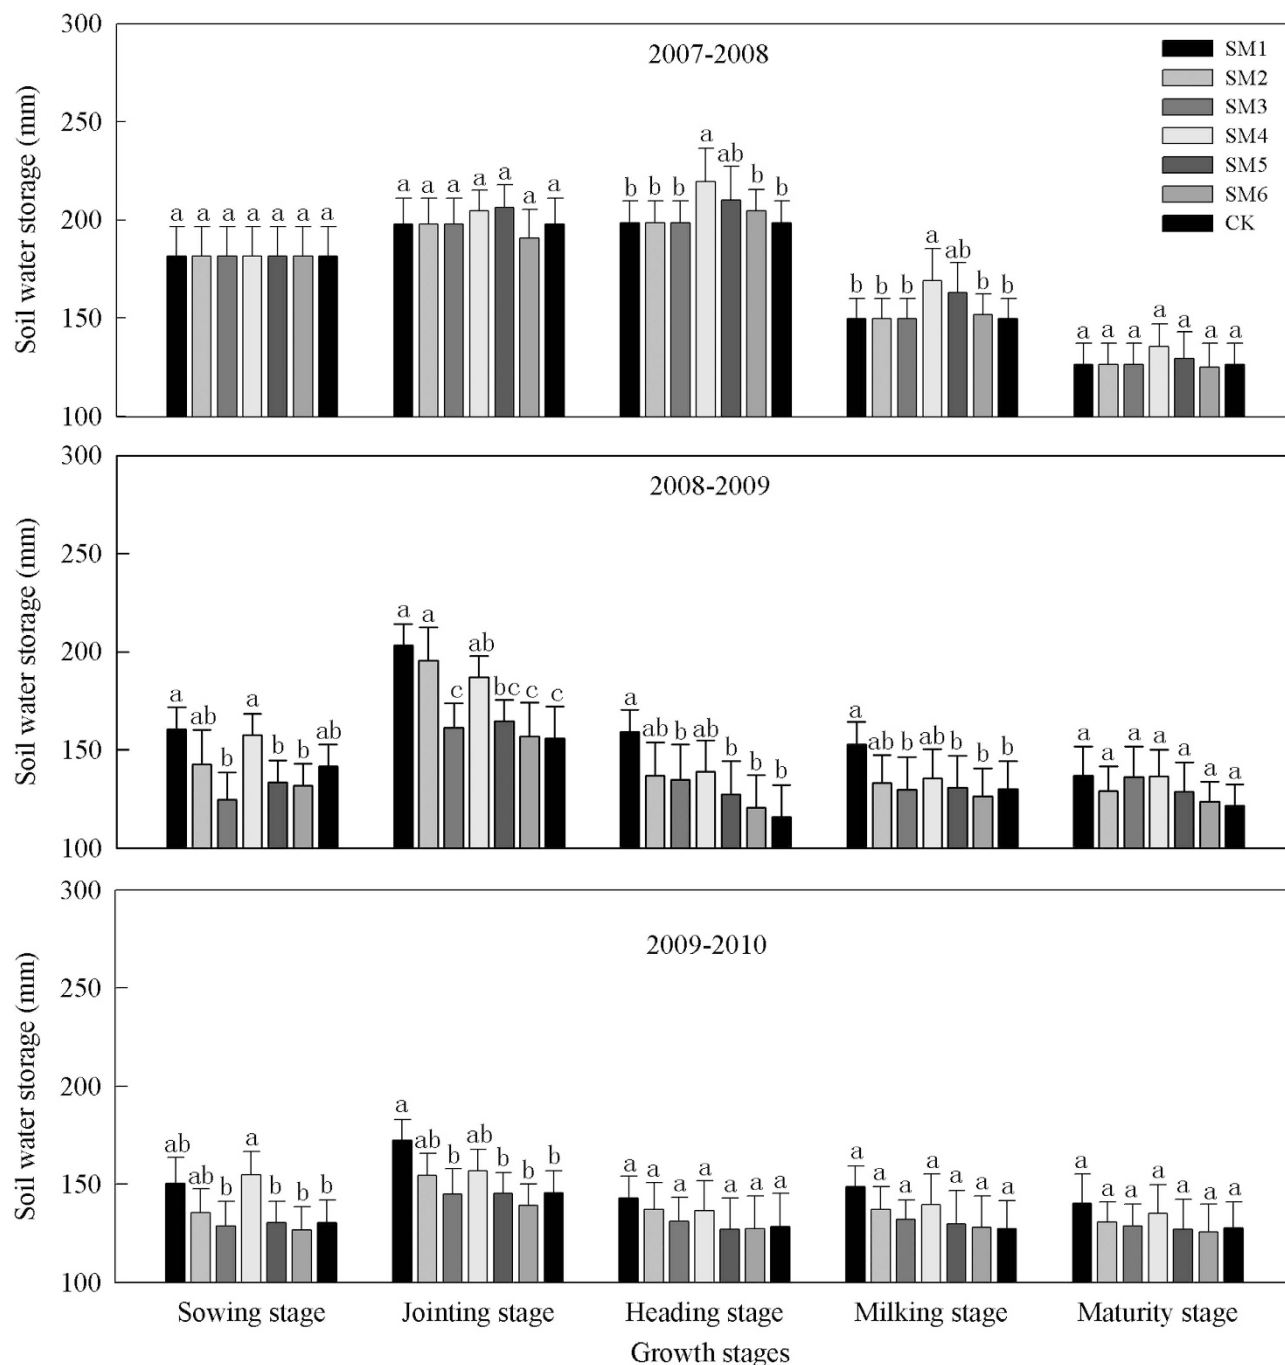 300
250
200
150
100
Soil water storage (mm)
2007-2008
SM1
SM2
SM3
SM4
SM5
SM6
CK
a a a a a a a
a a a a a a a
b b b a ab b b
b b b a ab b b
a a a a a a a
300
250
200
150
100
Soil water storage (mm)
2008-2009
a ab b a b b ab
a a c ab bc c c
a ab b ab b b b
a ab b ab b b b
a a a a a a a
300
250
200
150
100
Soil water storage (mm)
2009-2010
ab ab b a b b b
a ab b ab b b b
a a a a a a a
a a a a a a a
a a a a a a a
Sowing stage
Jointing stage
Heading stage
Milking stage
Maturity stage
Growth stages